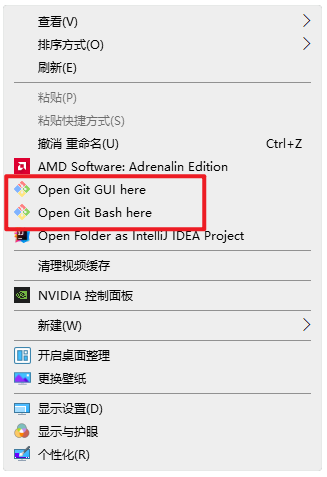 查看(V)
排序方式(O)
刷新(E)
粘贴(P)
粘贴快捷方式(S)
撤消 重命名(U) Ctrl+Z
AMD Software: Adrenalin Edition
Open Git GUI here
Open Git Bash here
Open Folder as IntelliJ IDEA Project
清理视频缓存
NVIDIA 控制面板
新建(W)
开启桌面整理
更换壁纸
显示设置(D)
显示与护眼
个性化(R)